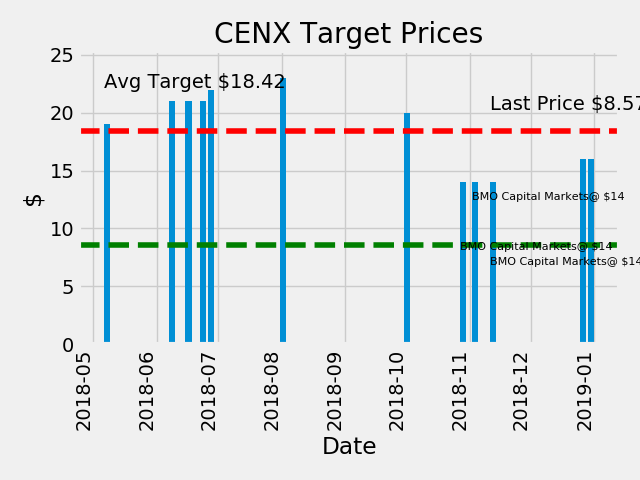 CENX Target Prices
Avg Target $18.42
Last Price $8.57
BMO Capital Markets@ $14
BMO Capital Markets@ $14
BMO Capital Markets@ $14
$
25
20
15
10
5
0
2018-05
2018-06
2018-07
2018-08
2018-09
2018-10
2018-11
2018-12
2019-01
Date